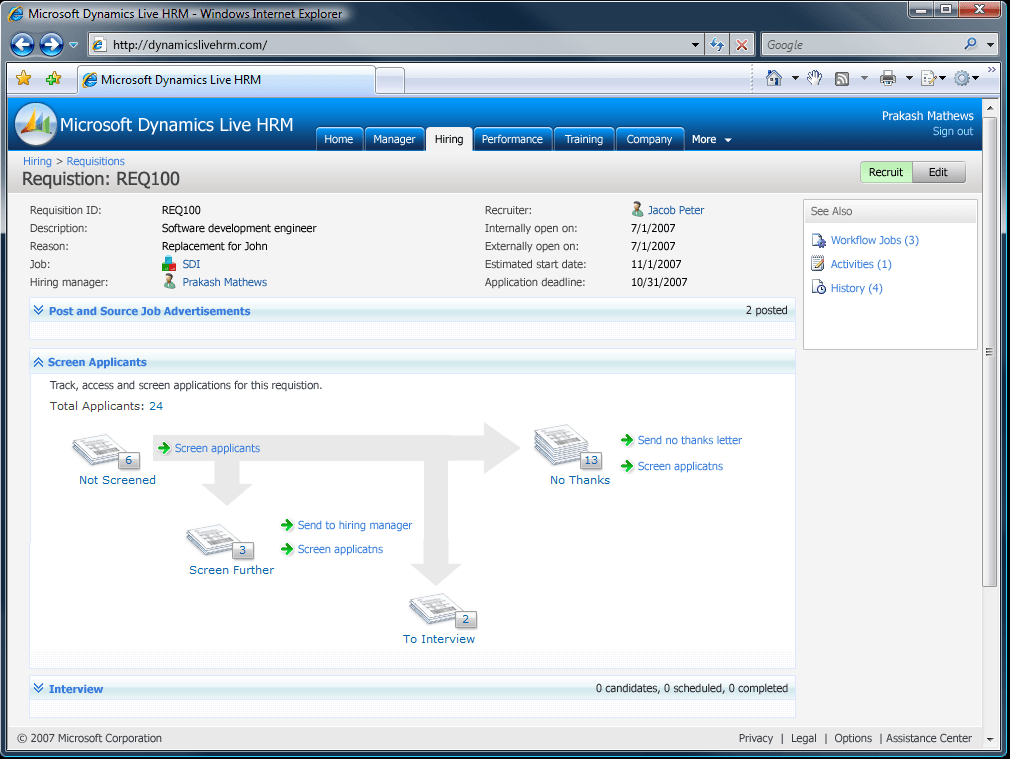 Microsoft Dynamics Live HRM - Windows Internet Explorer
http://dynamicslivehrm.com/
Google
Microsoft Dynamics Live HRM
Microsoft Dynamics Live HRM
Prakash Mathews
Sign out
Home Manager Hiring Performance Training Company More
Hiring > Requisitions
Requistion: REQ100
Recruit Edit
Requisition ID: REQ100
Description: Software development engineer
Reason: Replacement for John
Job: SDI
Hiring manager: Prakash Mathews
Recruiter: Jacob Peter
Internally open on: 7/1/2007
Externally open on: 7/1/2007
Estimated start date: 11/1/2007
Application deadline: 10/31/2007
See Also
Workflow Jobs (3)
Activities (1)
History (4)
Post and Source Job Advertisements 2 posted
Screen Applicants
Track, access and screen applications for this requistion.
Total Applicants: 24
6
Not Screened
Screen applicants
13
No Thanks
Send no thanks letter
Screen applicatns
3
Screen Further
Send to hiring manager
Screen applicatns
2
To Interview
Interview 0 candidates, 0 scheduled, 0 completed
© 2007 Microsoft Corporation
Privacy | Legal | Options | Assistance Center